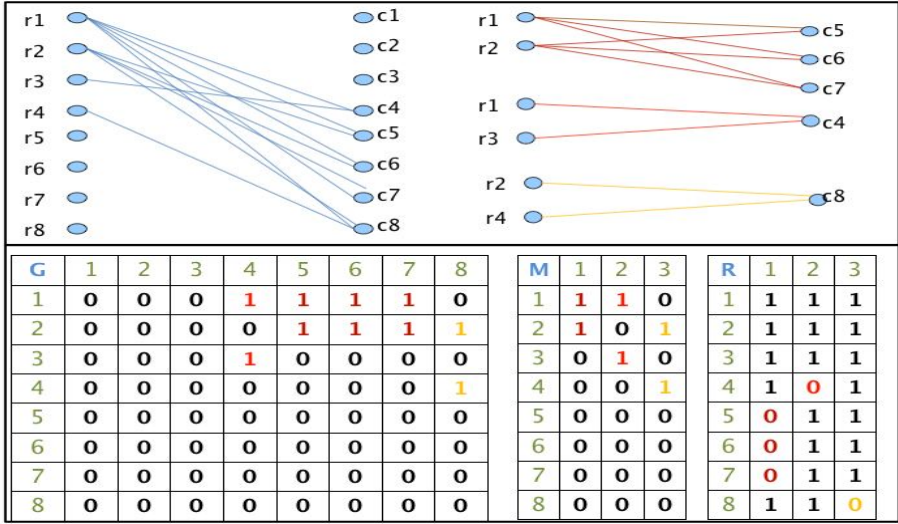 r1 c1 r1 c5
r2 c2 r2 c6
r3 c3 c7
r4 c4 r1 c4
r5 c5 r3
r6 c6 r2 c8
r7 c7 r4
r8 c8
G 1 2 3 4 5 6 7 8 M 1 2 3 R 1 2 3
1 0 0 0 1 1 1 1 0 1 1 1 0 1 1 1 1
2 0 0 0 0 1 1 1 1 2 1 0 1 2 1 1 1
3 0 0 0 1 0 0 0 0 3 0 1 0 3 1 1 1
4 0 0 0 0 0 0 0 1 4 0 0 1 4 1 0 1
5 0 0 0 0 0 0 0 0 5 0 0 0 5 0 1 1
6 0 0 0 0 0 0 0 0 6 0 0 0 6 0 1 1
7 0 0 0 0 0 0 0 0 7 0 0 0 7 0 1 1
8 0 0 0 0 0 0 0 0 8 0 0 0 8 1 1 0